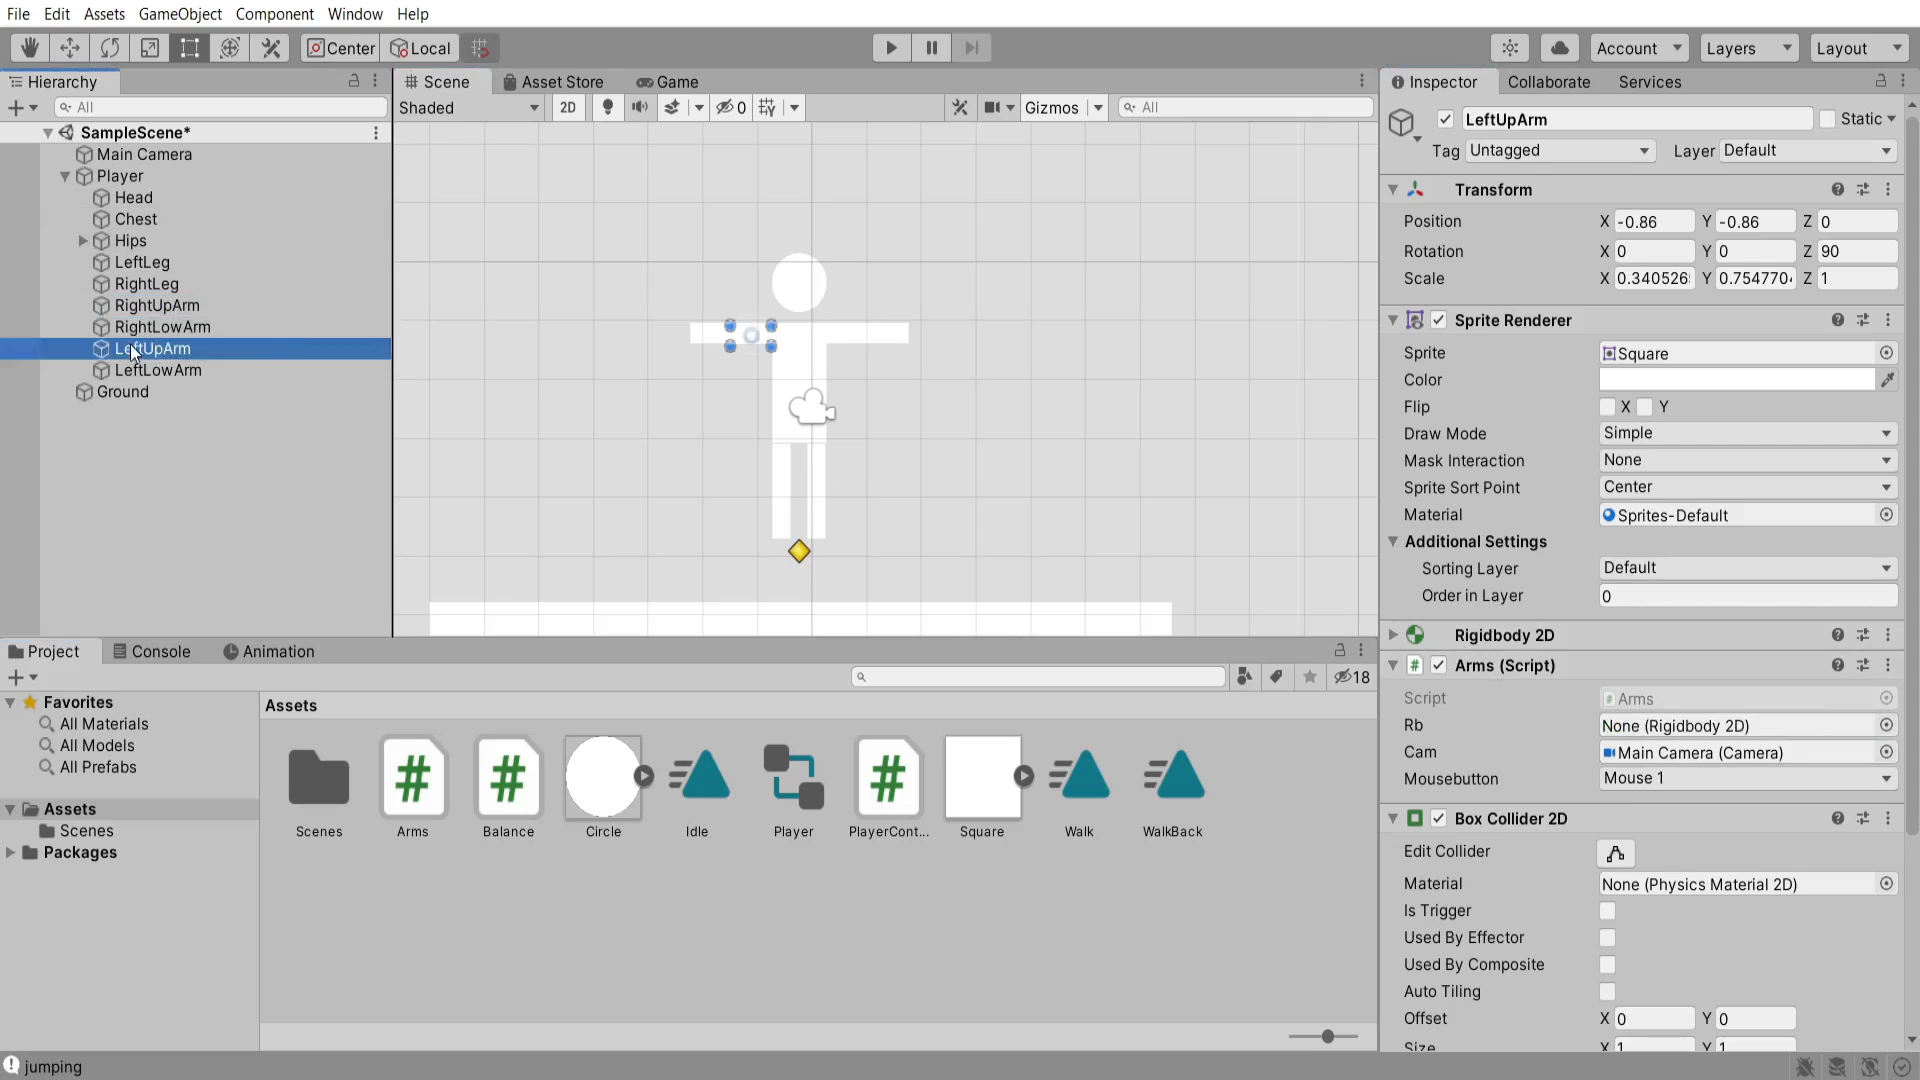 File Edit Assets GameObject Component Window Help
Center Local Account Layers Layout
Hierarchy
All
SampleScene*
Main Camera
Player
Head
Chest
Hips
LeftLeg
RightLeg
RightUpArm
RightLowArm
LeftUpArm
LeftLowArm
Ground
Scene Asset Store Game
Shaded 2D 0 Gizmos All
Inspector Collaborate Services
LeftUpArm Static
Tag Untagged Layer Default
Transform
Position X -0.86 Y -0.86 Z 0
Rotation X 0 Y 0 Z 90
Scale X 0.340526 Y 0.754770 Z 1
Sprite Renderer
Sprite Square
Color
Flip X Y
Draw Mode Simple
Mask Interaction None
Sprite Sort Point Center
Material Sprites-Default
Additional Settings
Sorting Layer Default
Order in Layer 0
Rigidbody 2D
Arms (Script)
Script Arms
Rb None (Rigidbody 2D)
Cam Main Camera (Camera)
Mousebutton Mouse 1
Box Collider 2D
Edit Collider
Material None (Physics Material 2D)
Is Trigger
Used By Effector
Used By Composite
Auto Tiling
Offset X 0 Y 0
Size X 1 Y 1
Project Console Animation
18
Favorites
All Materials
All Models
All Prefabs
Assets
Scenes
Packages
Assets
Scenes Arms Balance Circle Idle Player PlayerCont... Square Walk WalkBack
jumping